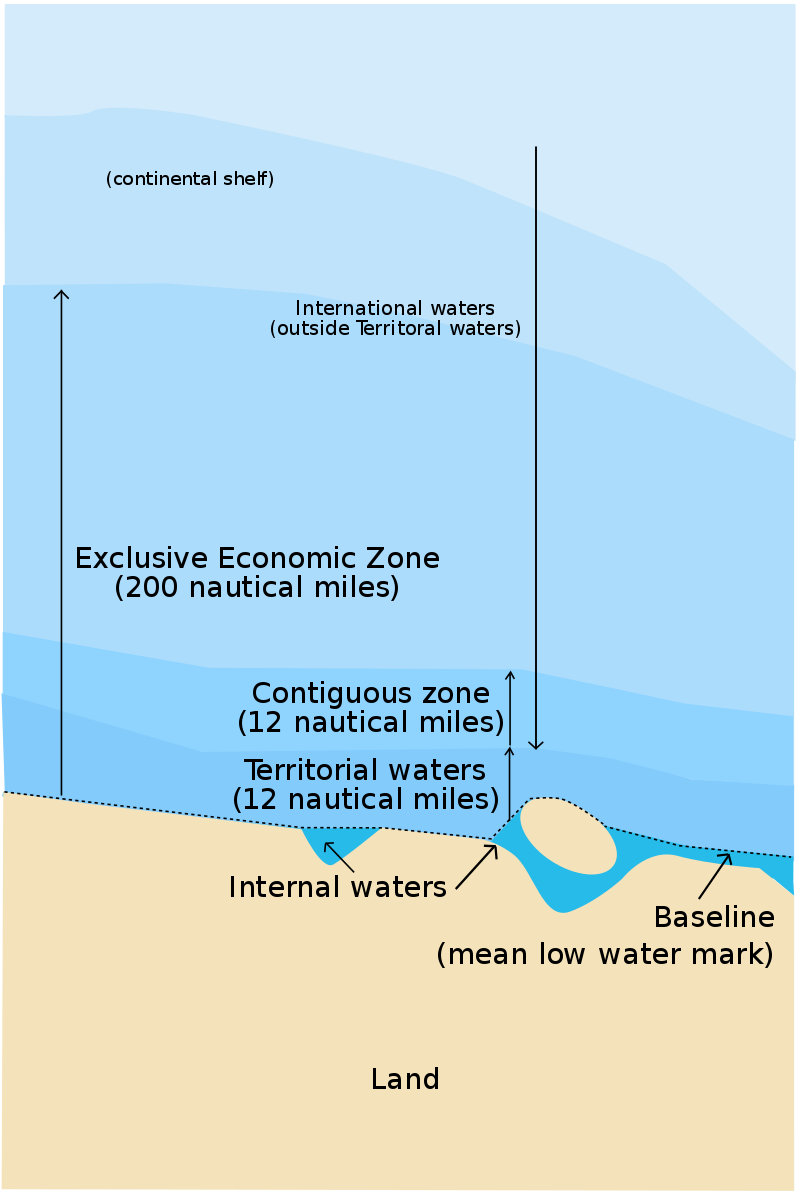 (continental shelf)
International waters
(outside Territoral waters)
Exclusive Economic Zone
(200 nautical miles)
Contiguous zone
(12 nautical miles)
Territorial waters
(12 nautical miles)
Internal waters
Baseline
(mean low water mark)
Land